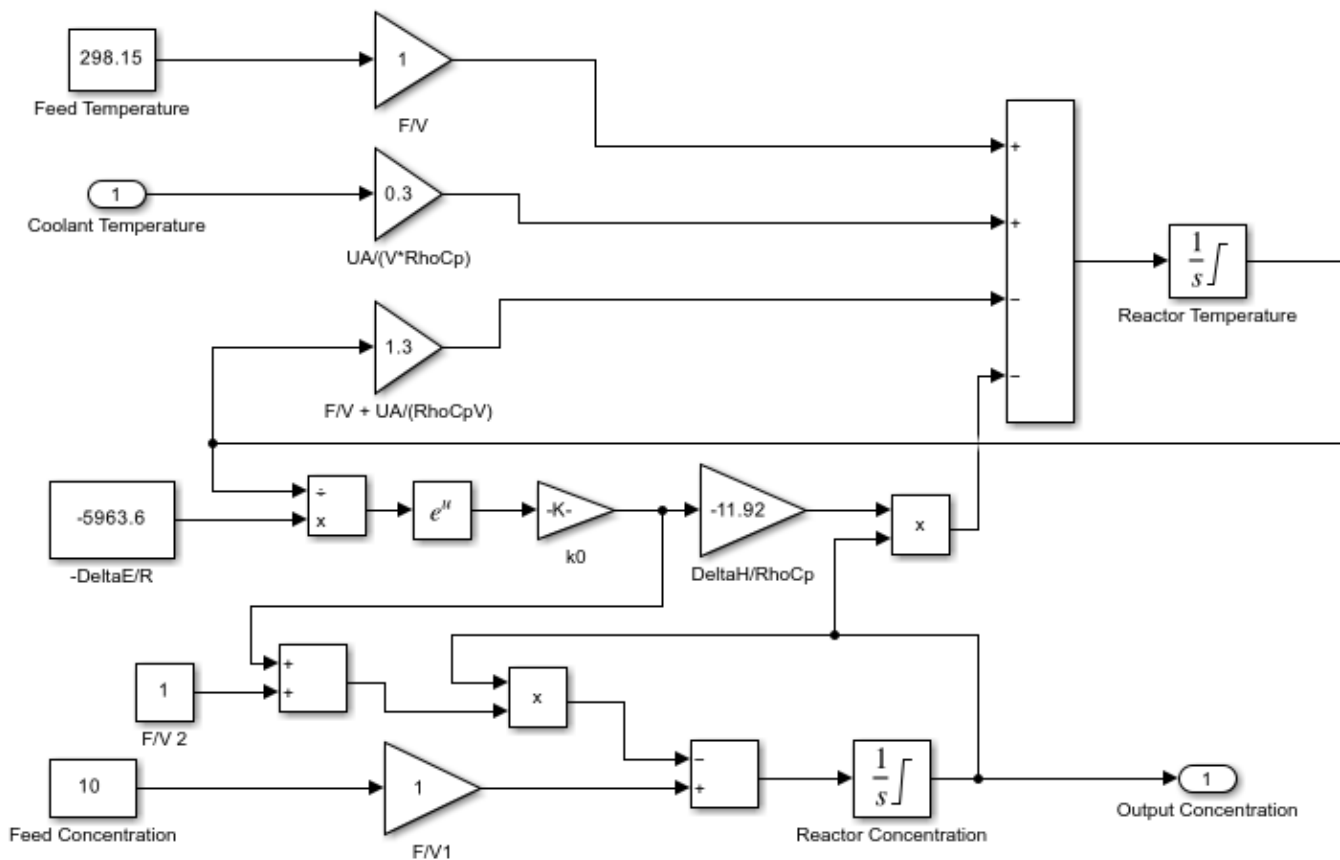 298.15
Feed Temperature
1
F/V
1
Coolant Temperature
0.3
UA/(V*RhoCp)
1.3
F/V + UA/(RhoCpV)
+
+
−
−
1
s
Reactor Temperature
-5963.6
-DeltaE/R
÷
x
e^u
-K-
k0
-11.92
DeltaH/RhoCp
x
1
F/V 2
+
+
x
10
Feed Concentration
1
F/V1
−
+
1
s
Reactor Concentration
1
Output Concentration